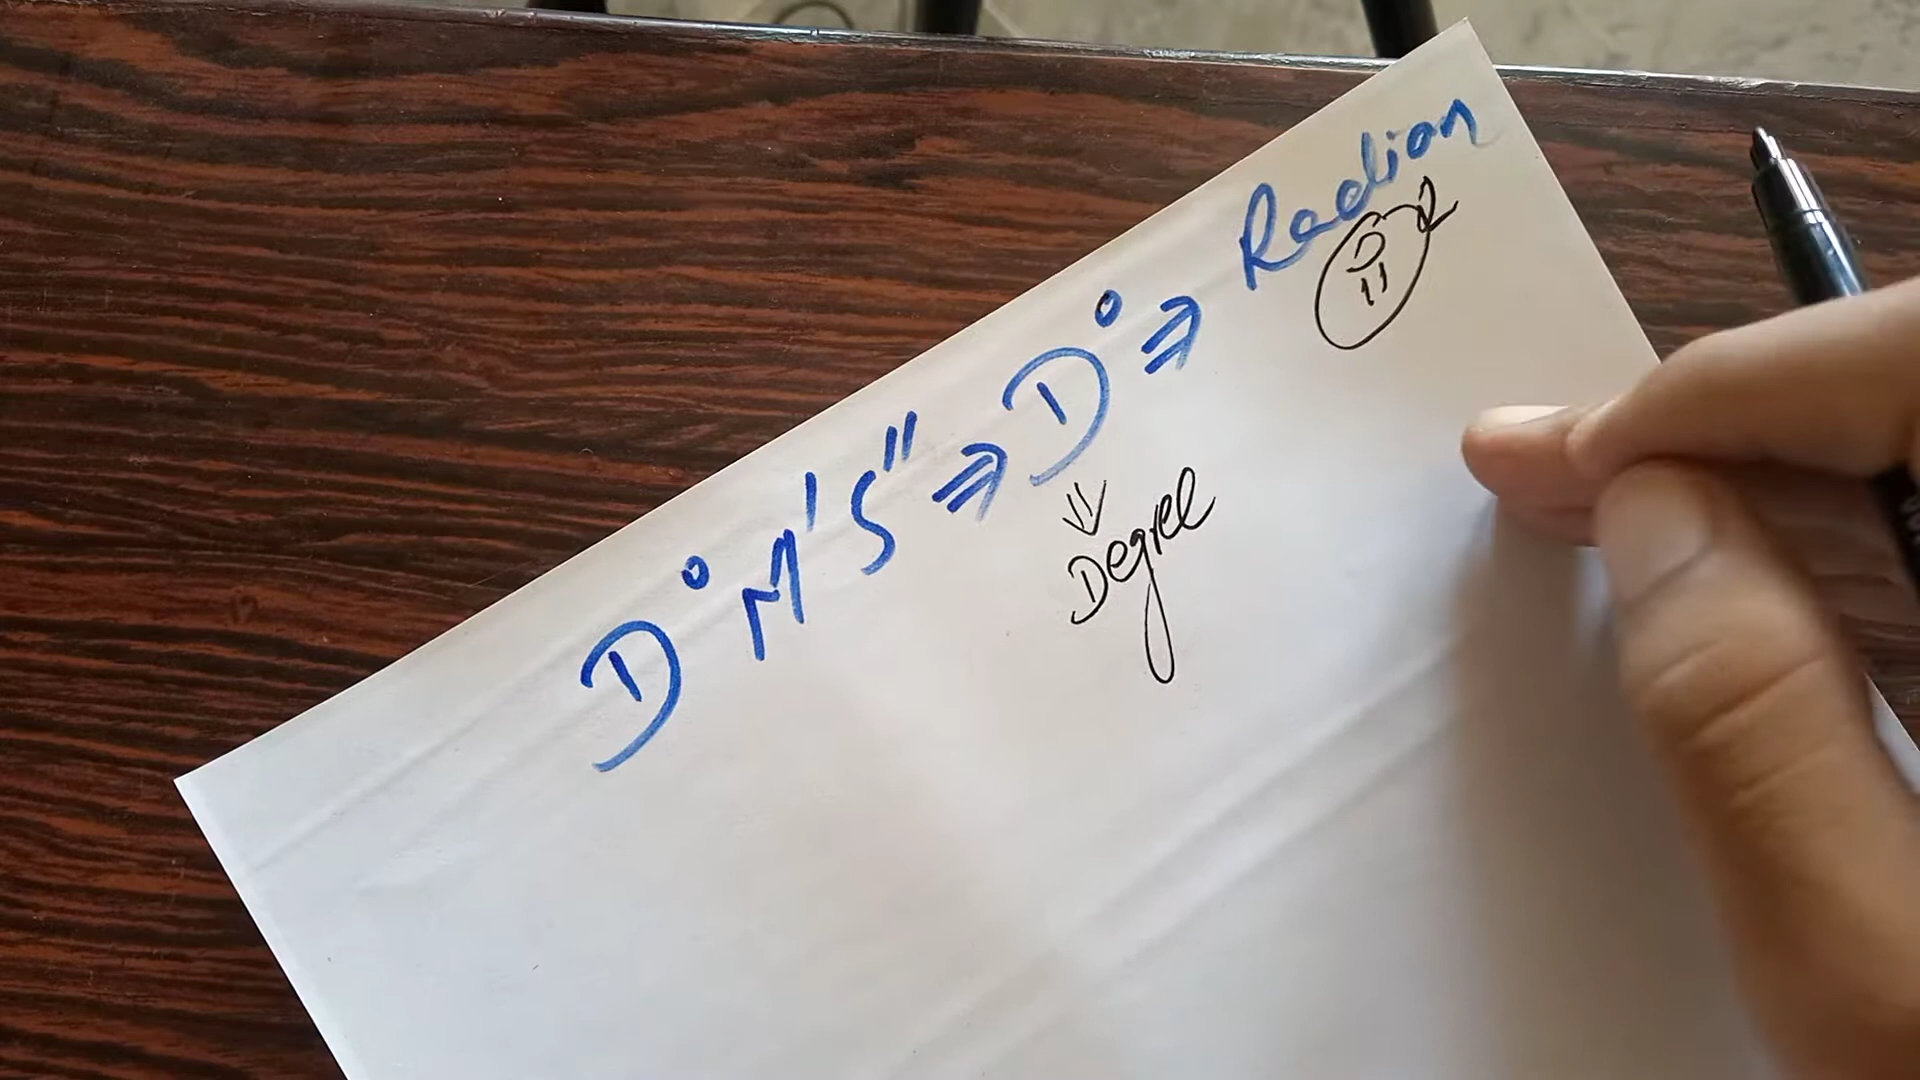 D° M' S" ⇒ D° ⇒ Radian
⇓
Degree